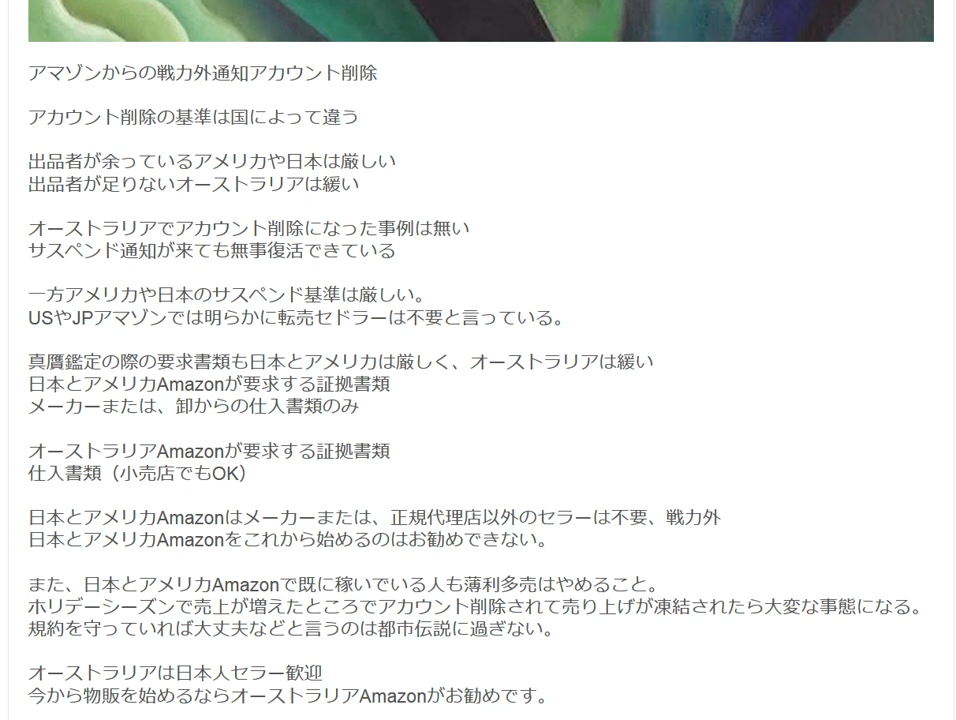 アマゾンからの戦力外通知アカウント削除
アカウント削除の基準は国によって違う
出品者が余っているアメリカや日本は厳しい
出品者が足りないオーストラリアは緩い
オーストラリアでアカウント削除になった事例は無い
サスペンド通知が来ても無事復活できている
一方アメリカや日本のサスペンド基準は厳しい。
USやJPアマゾンでは明らかに転売セドラーは不要と言っている。
真贋鑑定の際の要求書類も日本とアメリカは厳しく、オーストラリアは緩い
日本とアメリカAmazonが要求する証拠書類
メーカーまたは、卸からの仕入書類のみ
オーストラリアAmazonが要求する証拠書類
仕入書類（小売店でもOK）
日本とアメリカAmazonはメーカーまたは、正規代理店以外のセラーは不要、戦力外
日本とアメリカAmazonをこれから始めるのはお勧めできない。
また、日本とアメリカAmazonで既に稼いでいる人も薄利多売はやめること。
ホリデーシーズンで売上が増えたところでアカウント削除されて売り上げが凍結されたら大変な事態になる。
規約を守っていれば大丈夫などと言うのは都市伝説に過ぎない。
オーストラリアは日本人セラー歓迎
今から物販を始めるならオーストラリアAmazonがお勧めです。